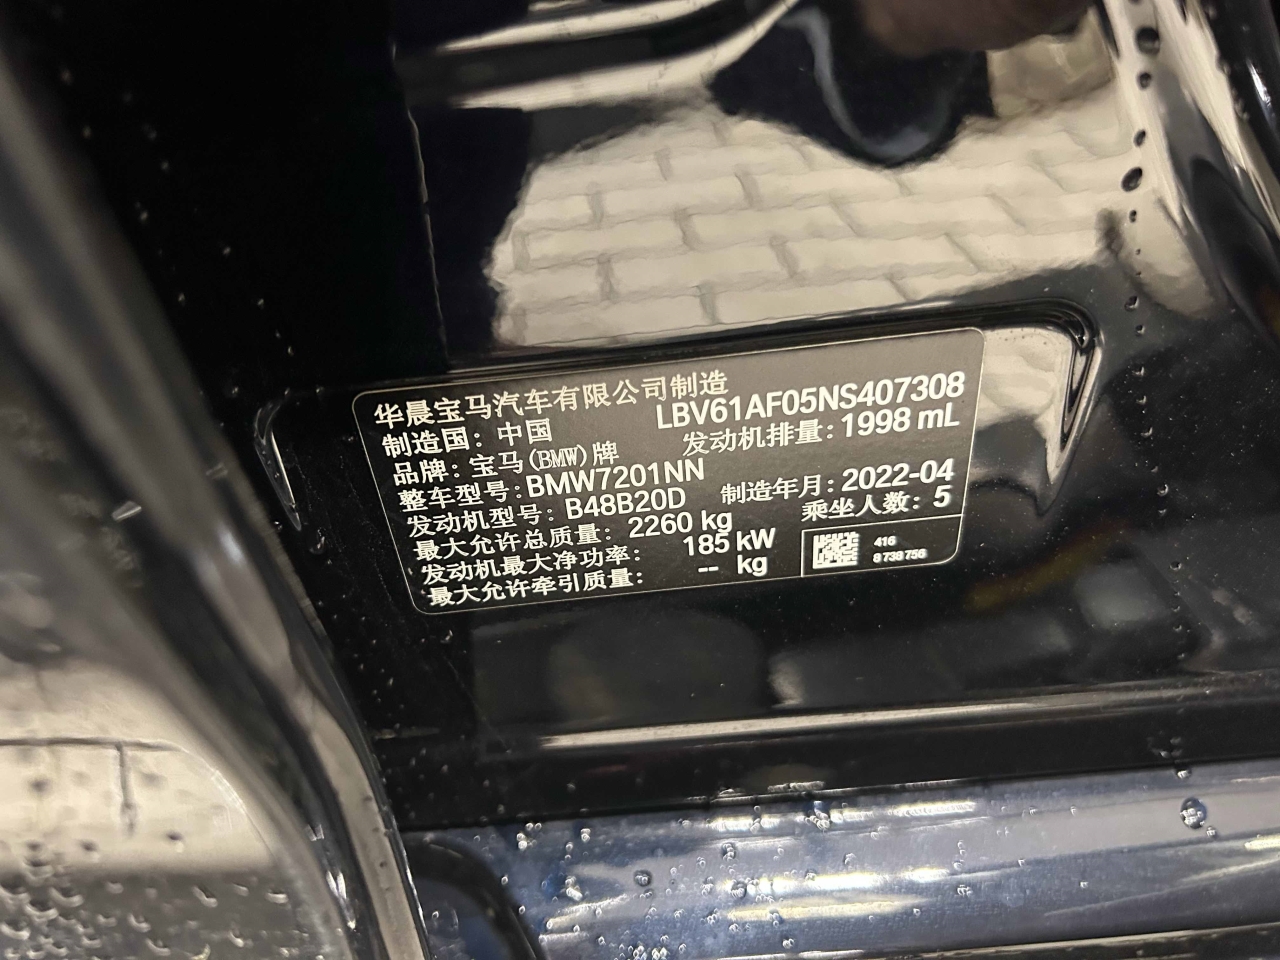 华晨宝马汽车有限公司制造
制造国：中国 LBV61AF05NS407308
品牌：宝马(BMW)牌 发动机排量：1998 mL
整车型号：BMW7201NN
发动机型号：B48B20D 制造年月：2022-04
最大允许总质量：2260 kg 乘坐人数：5
发动机最大净功率：185 kW
最大允许牵引质量：-- kg
416
8738756